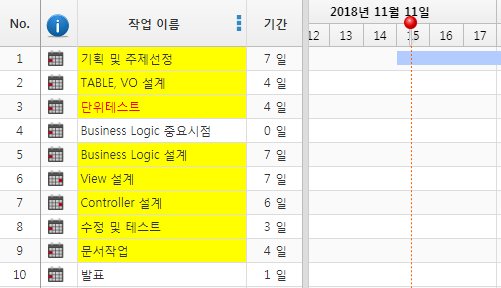 No. 작업 이름 기간 2018년 11월 11일
12 13 14 15 16 17
1 기획 및 주제선정 7 일
2 TABLE, VO 설계 4 일
3 단위테스트 4 일
4 Business Logic 중요시점 0 일
5 Business Logic 설계 7 일
6 View 설계 7 일
7 Controller 설계 6 일
8 수정 및 테스트 3 일
9 문서작업 4 일
10 발표 1 일